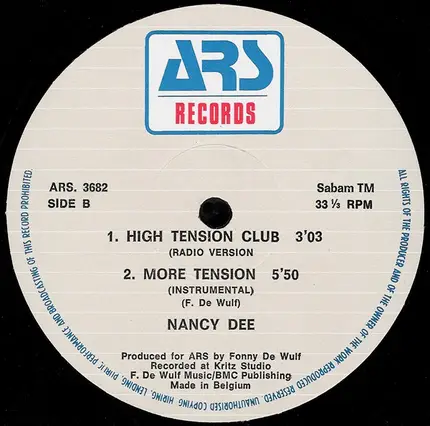 ARS
RECORDS
ARS. 3682
SIDE B
Sabam TM
33 1/3 RPM
1. HIGH TENSION CLUB 3'03
(RADIO VERSION
2. MORE TENSION 5'50
(INSTRUMENTAL)
(F. De Wulf)
NANCY DEE
Produced for ARS by Fonny De Wulf
Recorded at Kritz Studio
F. De Wulf Music/BMC Publishing
Made in Belgium
ALL RIGHTS OF THE PRODUCER AND OF THE OWNER OF THE WORK REPRODUCED RESERVED. UNAUTHORISED COPYING, HIRING, LENDING, PUBLIC PERFORMANCE AND BROADCASTING OF THIS RECORD PROHIBITED